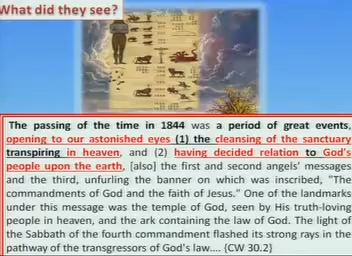 What did they see?
The passing of the time in 1844 was a period of great events,
opening to our astonished eyes (1) the cleansing of the sanctuary
transpiring in heaven, and (2) having decided relation to God's
people upon the earth, [also] the first and second angels' messages
and the third, unfurling the banner on which was inscribed, "The
commandments of God and the faith of Jesus." One of the landmarks
under this message was the temple of God, seen by His truth-loving
people in heaven, and the ark containing the law of God. The light of
the Sabbath of the fourth commandment flashed its strong rays in the
pathway of the transgressors of God's law.... {CW 30.2}